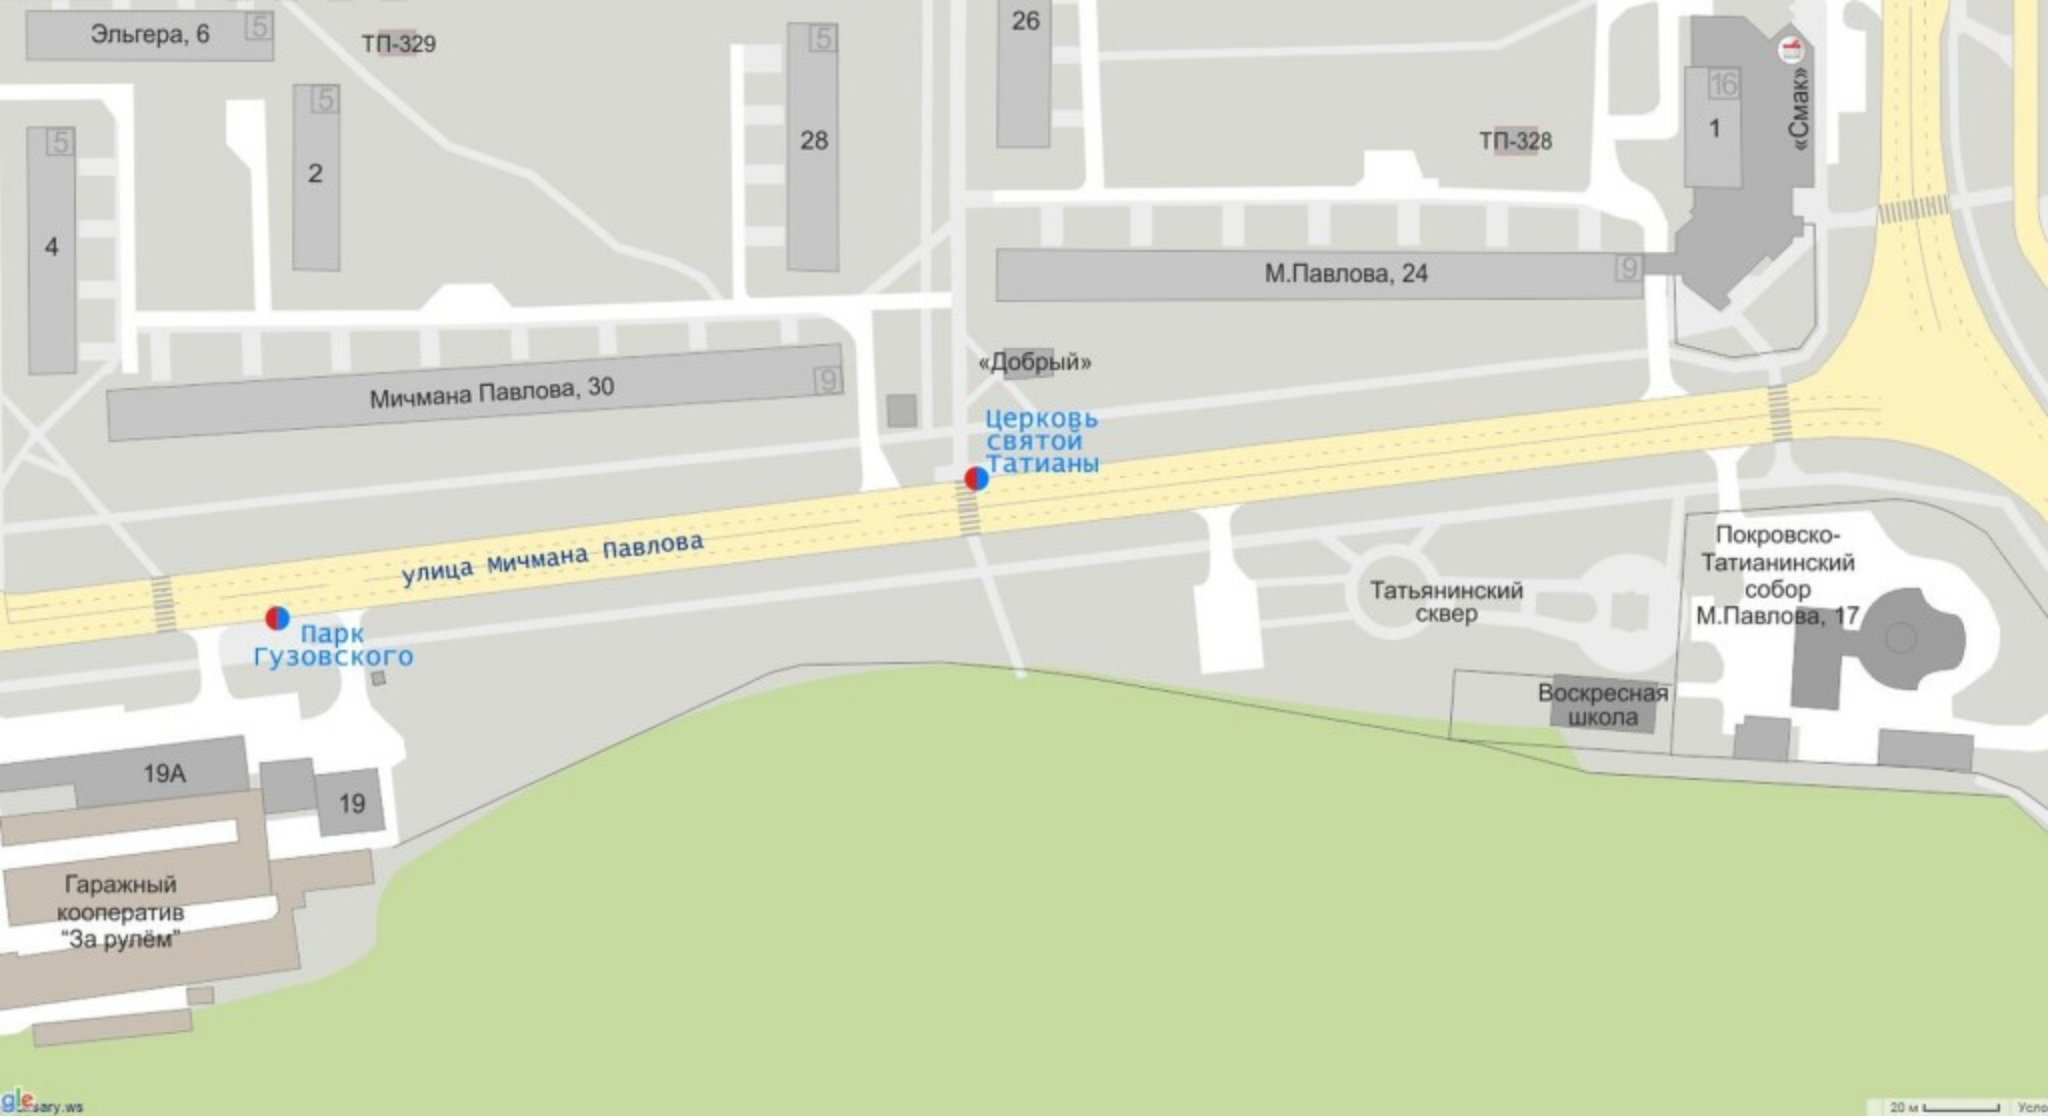 Эльгера, 6
5
ТП-329
5
26
16
1
«Смак»
5
2
5
4
28
ТП-328
М.Павлова, 24
9
«Добрый»
Мичмана Павлова, 30
9
Церковь
святой
Татианы
улица Мичмана Павлова
Покровско-
Татианинский
собор
М.Павлова, 17
Татьянинский
сквер
Парк
Гузовского
Воскресная
школа
19А
19
Гаражный
кооператив
"За рулём"
gle
20 м